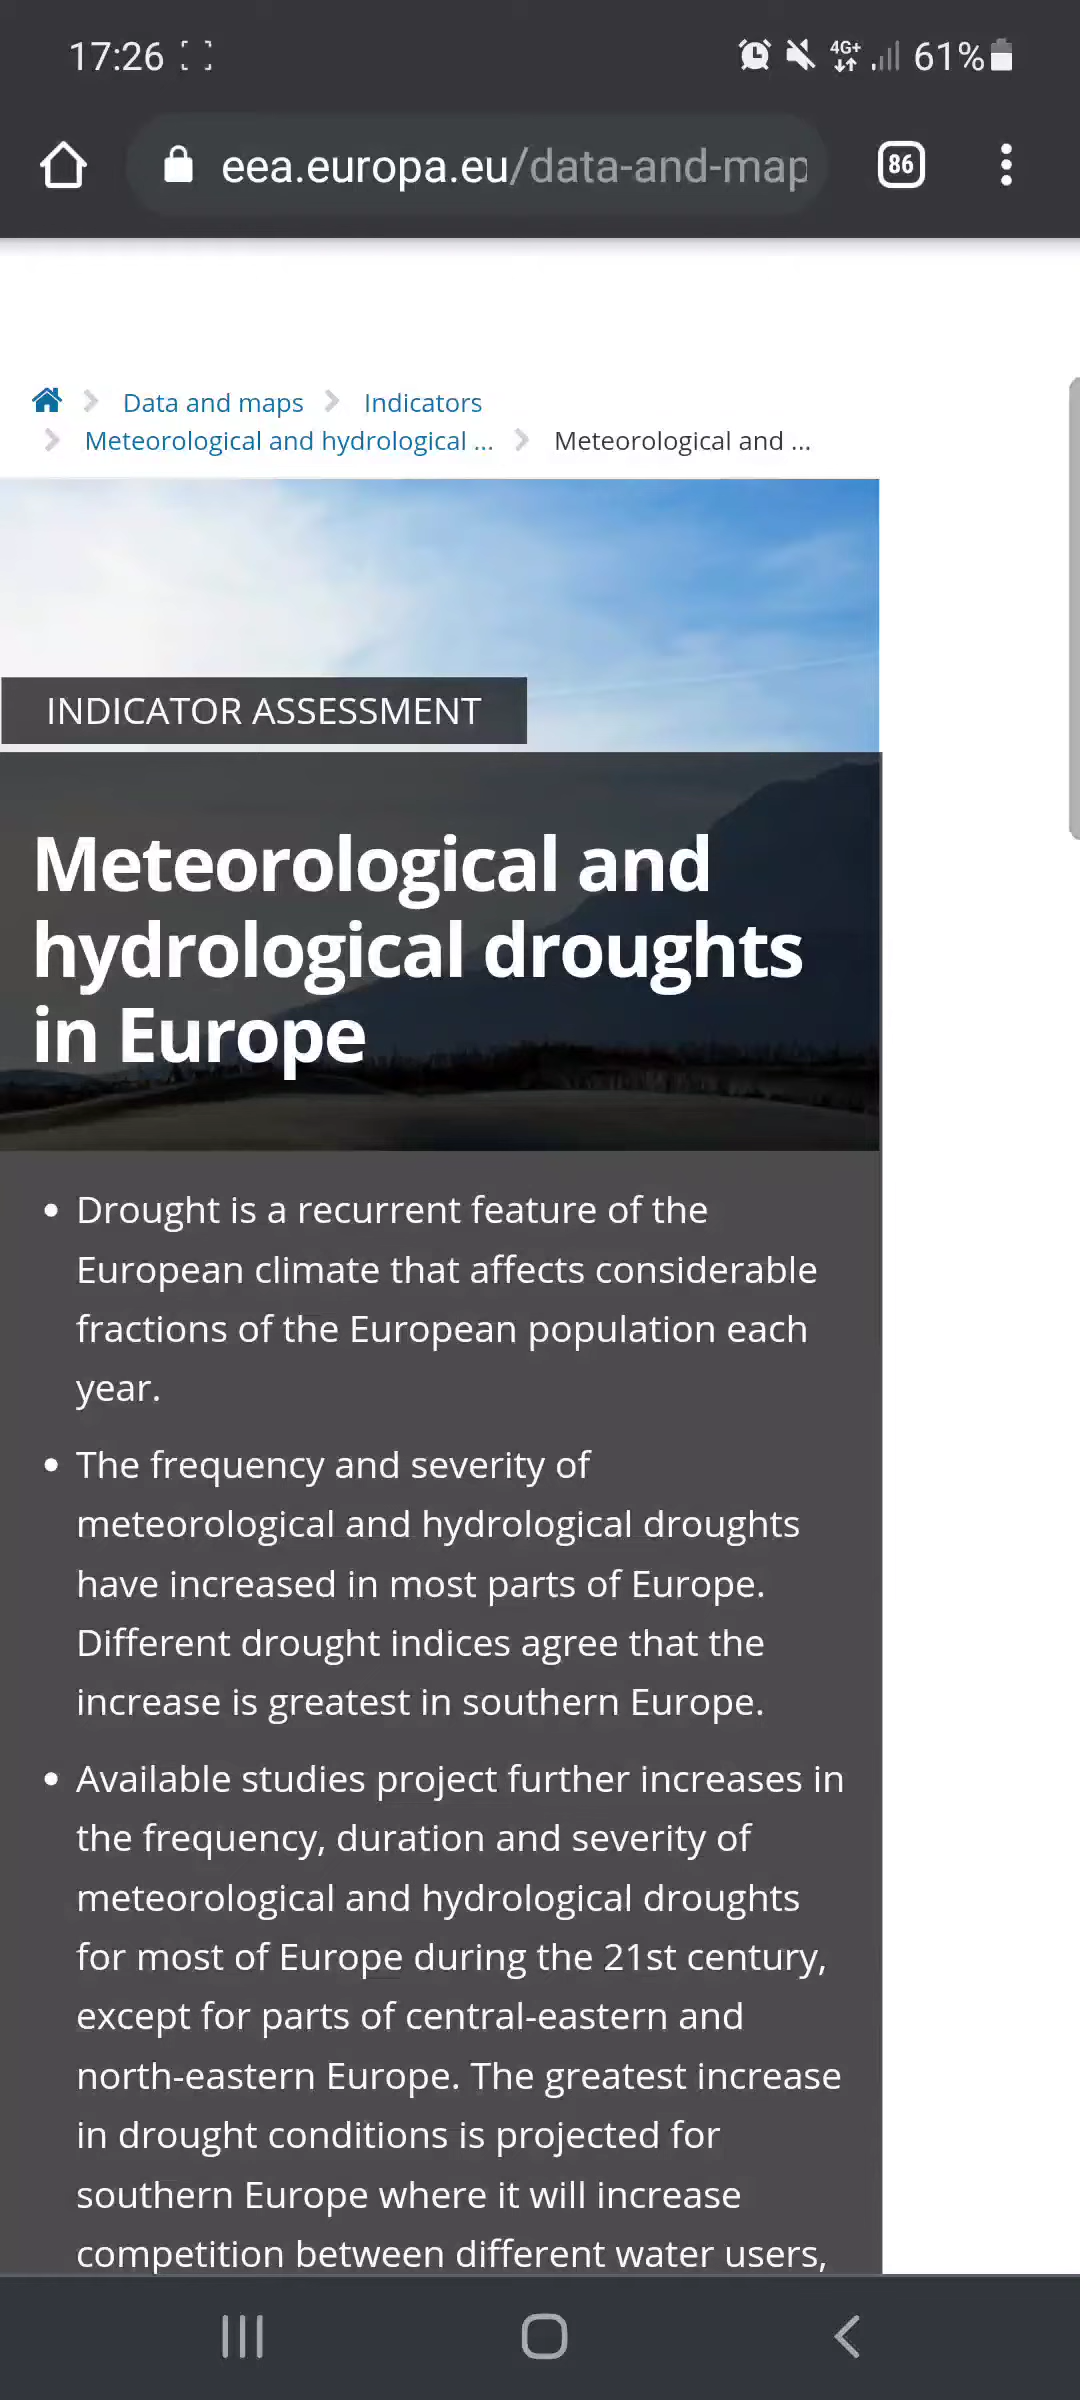 17:26
4G+ 61%
eea.europa.eu/data-and-map
86
Data and maps Indicators
Meteorological and hydrological ... Meteorological and ...
INDICATOR ASSESSMENT
Meteorological and
hydrological droughts
in Europe
• Drought is a recurrent feature of the
European climate that affects considerable
fractions of the European population each
year.
• The frequency and severity of
meteorological and hydrological droughts
have increased in most parts of Europe.
Different drought indices agree that the
increase is greatest in southern Europe.
• Available studies project further increases in
the frequency, duration and severity of
meteorological and hydrological droughts
for most of Europe during the 21st century,
except for parts of central-eastern and
north-eastern Europe. The greatest increase
in drought conditions is projected for
southern Europe where it will increase
competition between different water users,